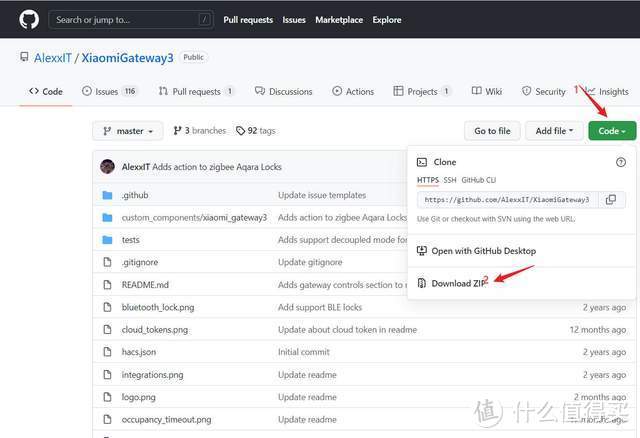 Search or jump to... /
Pull requests Issues Marketplace Explore
AlexxIT / XiaomiGateway3 Public
Code Issues 116 Pull requests 1 Discussions Actions Projects 1 Wiki Security Insights
1
master 3 branches 92 tags Go to file Add file Code
AlexxIT Adds action to zigbee Aqara Locks
Clone
HTTPS SSH GitHub CLI
.github Update issue templates
https://github.com/AlexxIT/XiaomiGateway3
custom_components/xiaomi_gateway3 Adds action to zigbee Aqara Locks
Use Git or checkout with SVN using the web URL.
tests Adds support decoupled mode for
Open with GitHub Desktop
.gitignore Update gitignore
README.md Adds gateway controls section to
Download ZIP 2
bluetooth_lock.png Add support BLE locks 2 years ago
cloud_tokens.png Update about cloud token in readme 12 months ago
hacs.json Initial commit 2 years ago
integrations.png Update readme 2 years ago
logo.png Update readme 2 years ago
occupancy_timeout.png Update readme
值 什么值得买